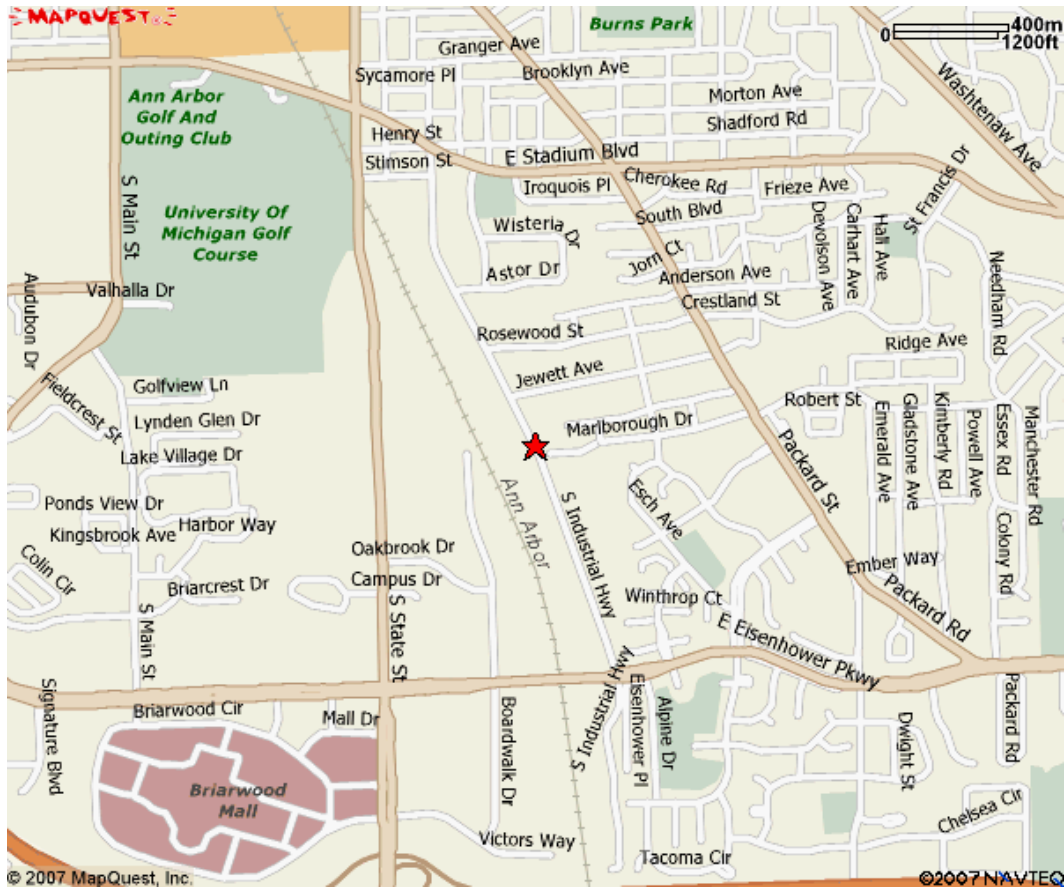 MAPQUEST
Burns Park
400m
0
1200ft
Granger Ave
Sycamore Pl
Brooklyn Ave
Washtenaw Ave
Ann Arbor
Golf And
Outing Club
Morton Ave
Shadford Rd
Henry St
Stimson St
E Stadium Blvd
St Francis Dr
S Main St
Iroquois Pl
Cherokee Rd
Frieze Ave
University Of
Michigan Golf
Course
Wisteria Dr
South Blvd
Devolson Ave
Carhart Ave
Hall Ave
Jorn Ct
Needham Rd
Audubon Dr
Valhalla Dr
Astor Dr
Anderson Ave
Crestland St
Rosewood St
Ridge Ave
Jewett Ave
Fieldcrest St
Golfview Ln
Lynden Glen Dr
Marlborough Dr
Robert St
Emerald Ave
Gladstone Ave
Kimberly Rd
Powell Ave
Essex Rd
Manchester Rd
Lake Village Dr
Packard St
Ann Arbor
Esch Ave
S Industrial Hwy
Ponds View Dr
Harbor Way
Kingsbrook Ave
Colony Rd
Oakbrook Dr
Colin Cir
Briarcrest Dr
Campus Dr
Ember Way
Winthrop Ct
Packard Rd
S Main St
S State St
E Eisenhower Pkwy
S Industrial Hwy
Signature Blvd
Briarwood Cir
Mall Dr
Boardwalk Dr
Eisenhower Pl
Alpine Dr
Dwight St
Packard Rd
Briarwood
Mall
Victors Way
Tacoma Cir
Chelsea Cir
© 2007 MapQuest, Inc.
©2007 NAVTEQ